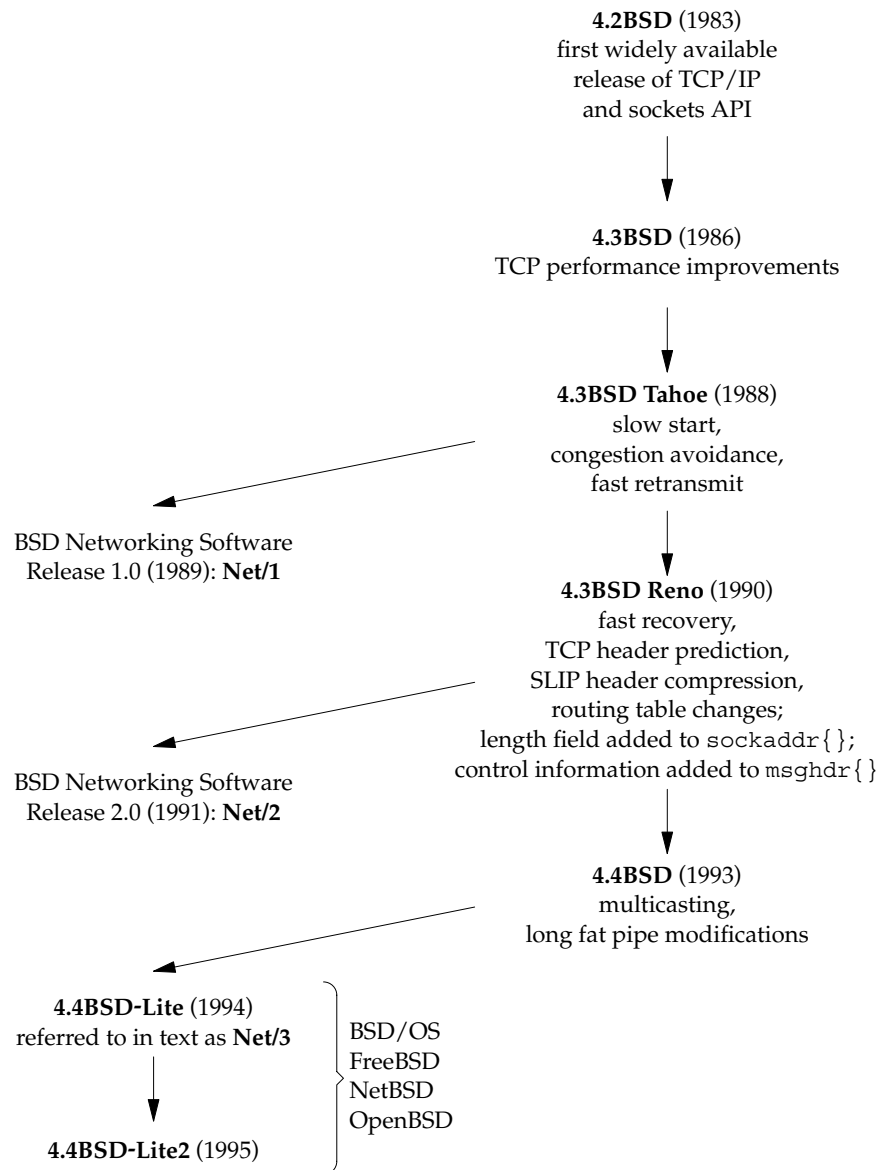 4.2BSD (1983)
first widely available
release of TCP/IP
and sockets API
4.3BSD (1986)
TCP performance improvements
4.3BSD Tahoe (1988)
slow start,
congestion avoidance,
fast retransmit
BSD Networking Software
Release 1.0 (1989): Net/1
4.3BSD Reno (1990)
fast recovery,
TCP header prediction,
SLIP header compression,
routing table changes;
length field added to sockaddr{};
control information added to msghdr{}
BSD Networking Software
Release 2.0 (1991): Net/2
4.4BSD (1993)
multicasting,
long fat pipe modifications
4.4BSD-Lite (1994)
referred to in text as Net/3
BSD/OS
FreeBSD
NetBSD
OpenBSD
4.4BSD-Lite2 (1995)